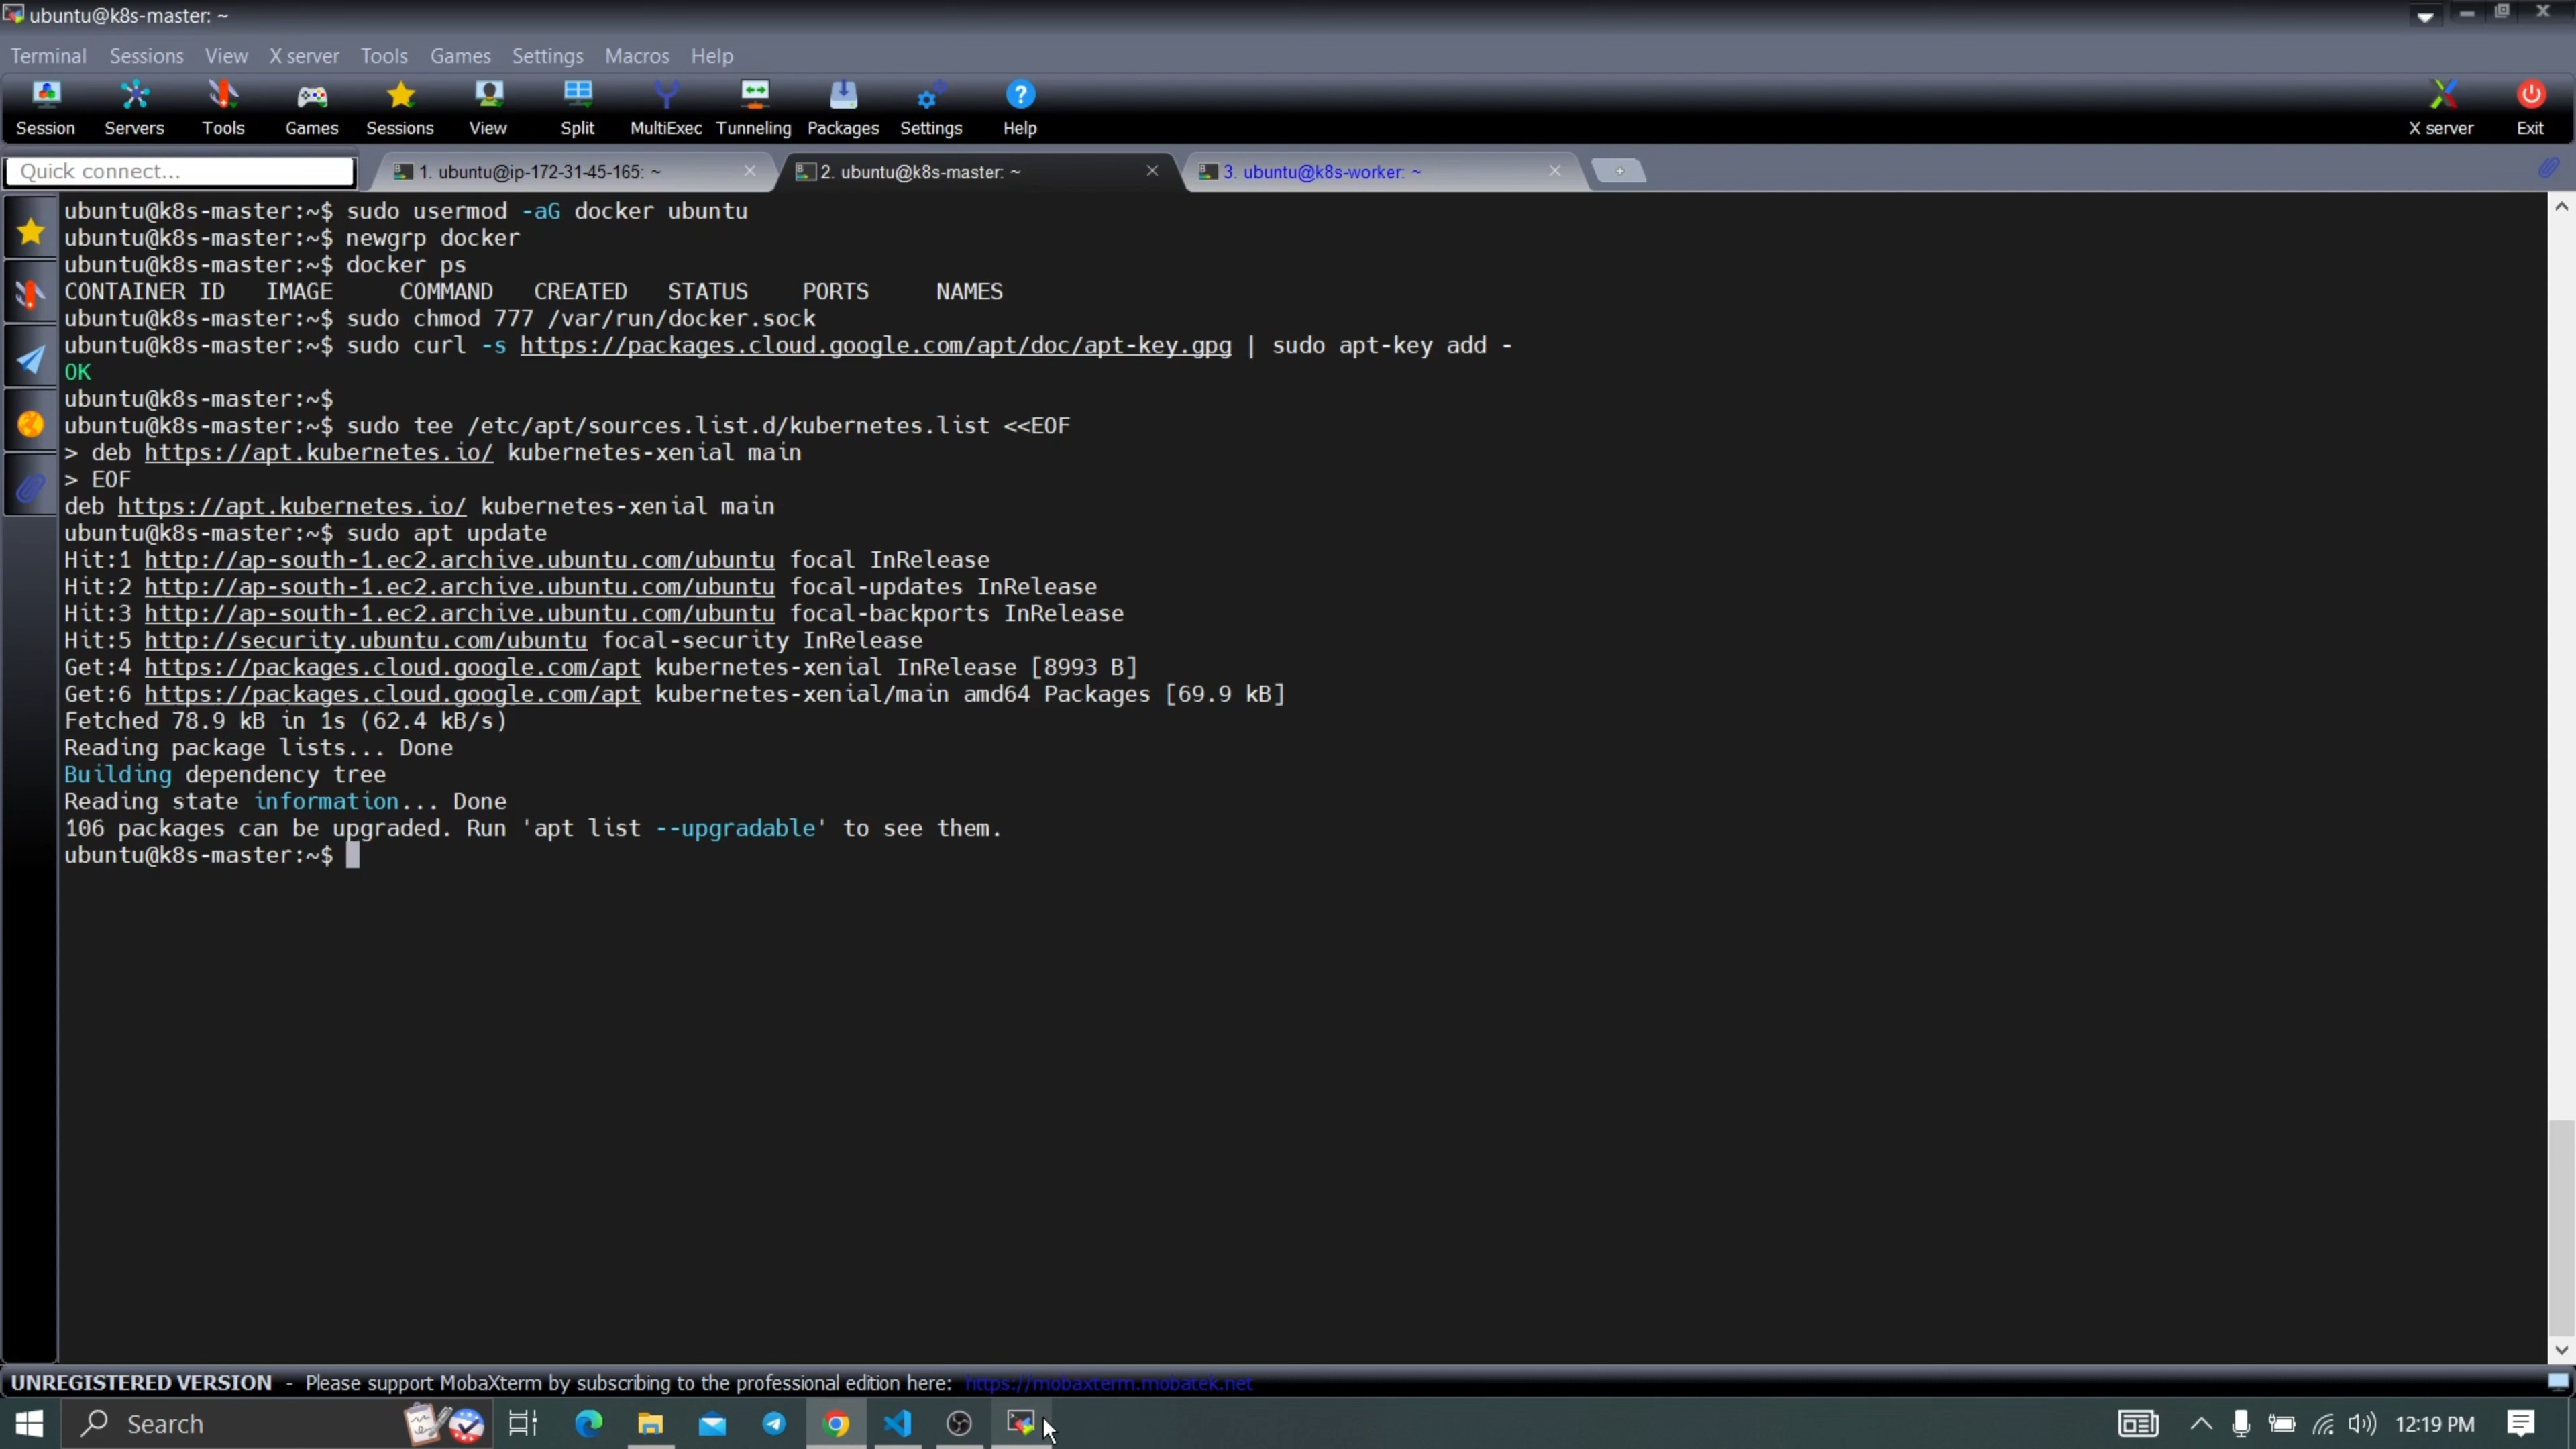 ubuntu@k8s-master: ~
Terminal Sessions View X server Tools Games Settings Macros Help
Session Servers Tools Games Sessions View Split MultiExec Tunneling Packages Settings Help X server Exit
Quick connect... 1. ubuntu@ip-172-31-45-165: ~ 2. ubuntu@k8s-master: ~ 3. ubuntu@k8s-worker: ~
ubuntu@k8s-master:~$ sudo usermod -aG docker ubuntu
ubuntu@k8s-master:~$ newgrp docker
ubuntu@k8s-master:~$ docker ps
CONTAINER ID   IMAGE     COMMAND   CREATED   STATUS    PORTS     NAMES
ubuntu@k8s-master:~$ sudo chmod 777 /var/run/docker.sock
ubuntu@k8s-master:~$ sudo curl -s https://packages.cloud.google.com/apt/doc/apt-key.gpg | sudo apt-key add -
OK
ubuntu@k8s-master:~$
ubuntu@k8s-master:~$ sudo tee /etc/apt/sources.list.d/kubernetes.list <<EOF
> deb https://apt.kubernetes.io/ kubernetes-xenial main
> EOF
deb https://apt.kubernetes.io/ kubernetes-xenial main
ubuntu@k8s-master:~$ sudo apt update
Hit:1 http://ap-south-1.ec2.archive.ubuntu.com/ubuntu focal InRelease
Hit:2 http://ap-south-1.ec2.archive.ubuntu.com/ubuntu focal-updates InRelease
Hit:3 http://ap-south-1.ec2.archive.ubuntu.com/ubuntu focal-backports InRelease
Hit:5 http://security.ubuntu.com/ubuntu focal-security InRelease
Get:4 https://packages.cloud.google.com/apt kubernetes-xenial InRelease [8993 B]
Get:6 https://packages.cloud.google.com/apt kubernetes-xenial/main amd64 Packages [69.9 kB]
Fetched 78.9 kB in 1s (62.4 kB/s)
Reading package lists... Done
Building dependency tree
Reading state information... Done
106 packages can be upgraded. Run 'apt list --upgradable' to see them.
ubuntu@k8s-master:~$
UNREGISTERED VERSION - Please support MobaXterm by subscribing to the professional edition here: https://mobaxterm.mobatek.net
Search 12:19 PM